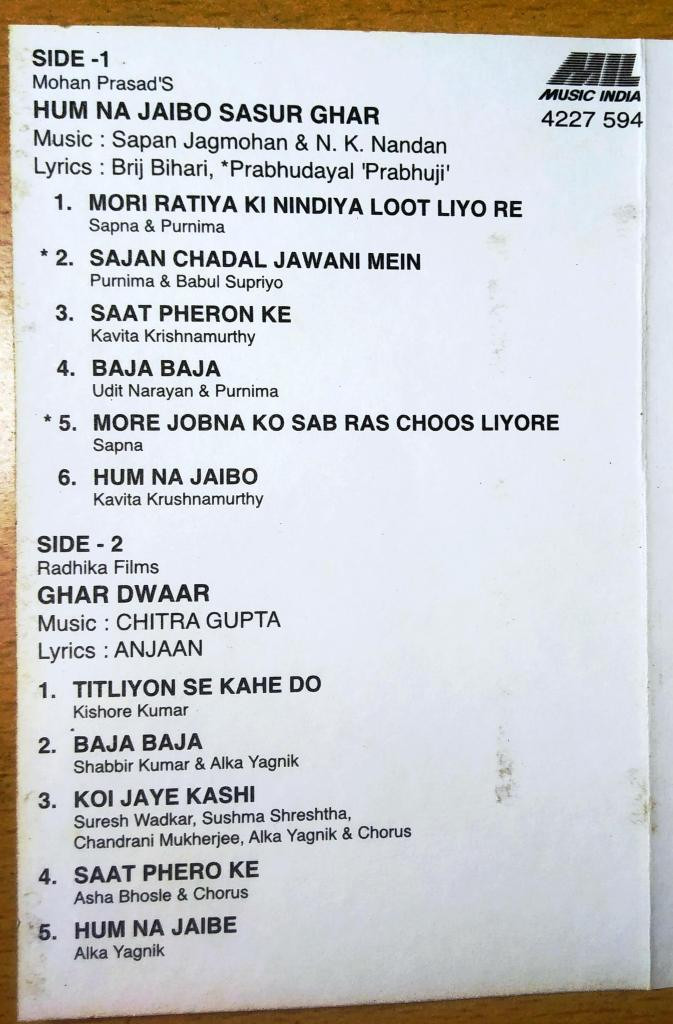 SIDE -1
Mohan Prasad'S
HUM NA JAIBO SASUR GHAR
Music : Sapan Jagmohan & N. K. Nandan
Lyrics : Brij Bihari, *Prabhudayal 'Prabhuji'
MIL
MUSIC INDIA
4227 594
1. MORI RATIYA KI NINDIYA LOOT LIYO RE
Sapna & Purnima
* 2. SAJAN CHADAL JAWANI MEIN
Purnima & Babul Supriyo
3. SAAT PHERON KE
Kavita Krishnamurthy
4. BAJA BAJA
Udit Narayan & Purnima
* 5. MORE JOBNA KO SAB RAS CHOOS LIYORE
Sapna
6. HUM NA JAIBO
Kavita Krushnamurthy
SIDE - 2
Radhika Films
GHAR DWAAR
Music : CHITRA GUPTA
Lyrics : ANJAAN
1. TITLIYON SE KAHE DO
Kishore Kumar
2. BAJA BAJA
Shabbir Kumar & Alka Yagnik
3. KOI JAYE KASHI
Suresh Wadkar, Sushma Shreshtha,
Chandrani Mukherjee, Alka Yagnik & Chorus
4. SAAT PHERO KE
Asha Bhosle & Chorus
5. HUM NA JAIBE
Alka Yagnik